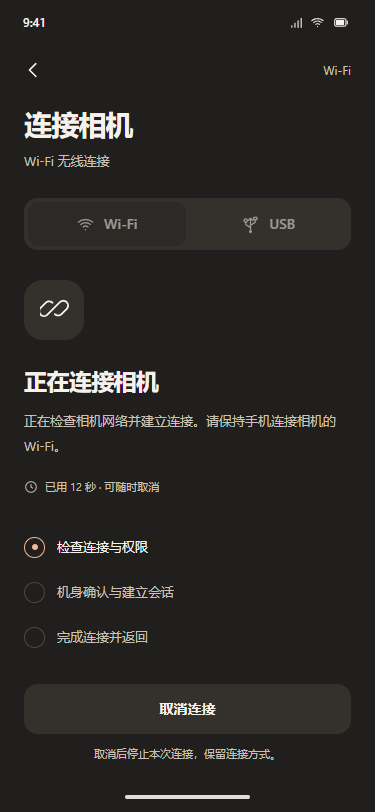 9:41
Wi-Fi
连接相机
Wi-Fi 无线连接
Wi-Fi
USB
正在连接相机
正在检查相机网络并建立连接。请保持手机连接相机的
Wi-Fi。
已用 12 秒 · 可随时取消
检查连接与权限
机身确认与建立会话
完成连接并返回
取消连接
取消后停止本次连接，保留连接方式。